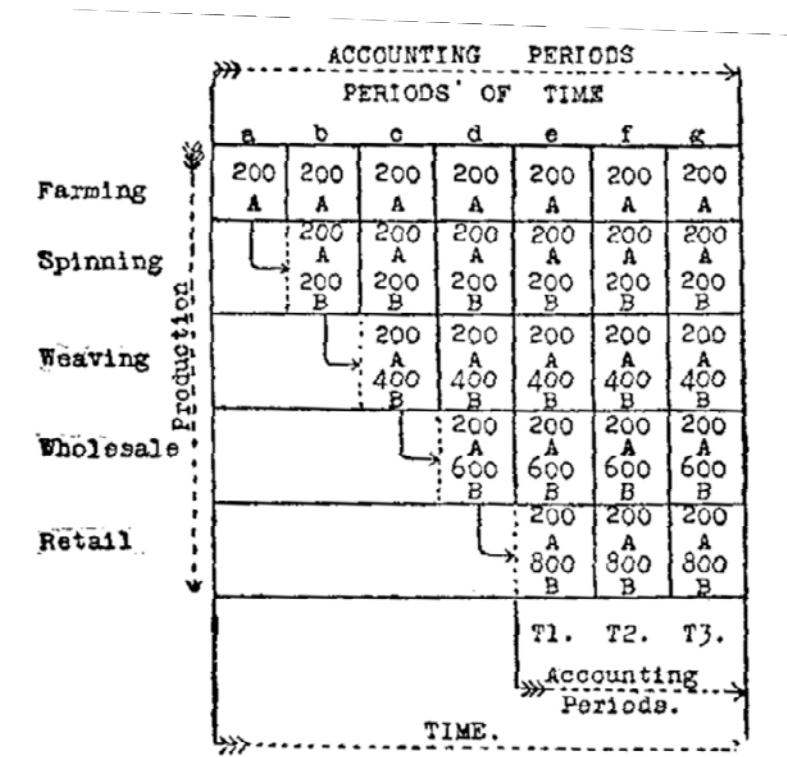 ACCOUNTING PERIODS
PERIODS OF TIME
a b c d e f g
Farming
200 200 200 200 200 200 200
A A A A A A A
Spinning
200 200 200 200 200 200
A A A A A A
200 200 200 200 200 200
B B B B B B
Production
Weaving
200 200 200 200 200
A A A A A
400 400 400 400 400
B B B B B
Wholesale
200 200 200 200
A A A A
600 600 600 600
B B B B
Retail
200 200 200
A A A
800 800 800
B B B
T1. T2. T3.
Accounting
Periods.
TIME.